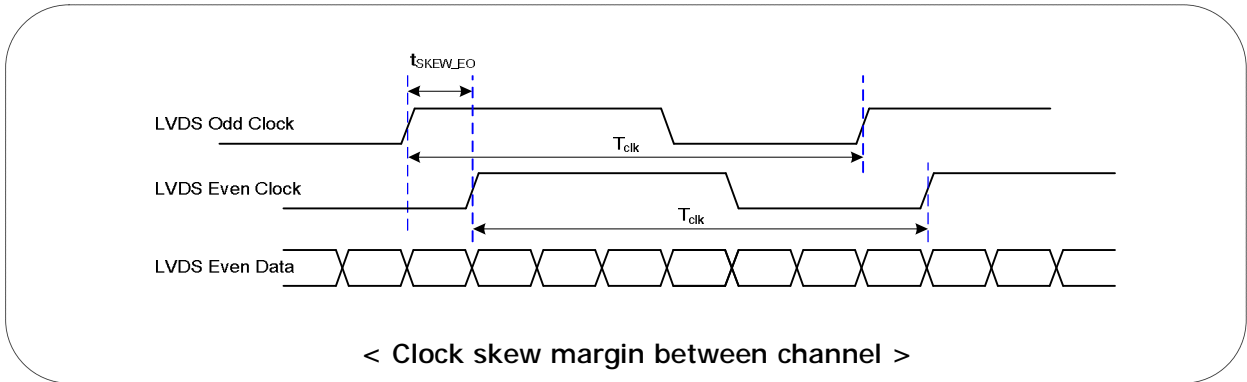 tSKEW_EO
LVDS Odd Clock
Tclk
LVDS Even Clock
Tclk
LVDS Even Data
< Clock skew margin between channel >